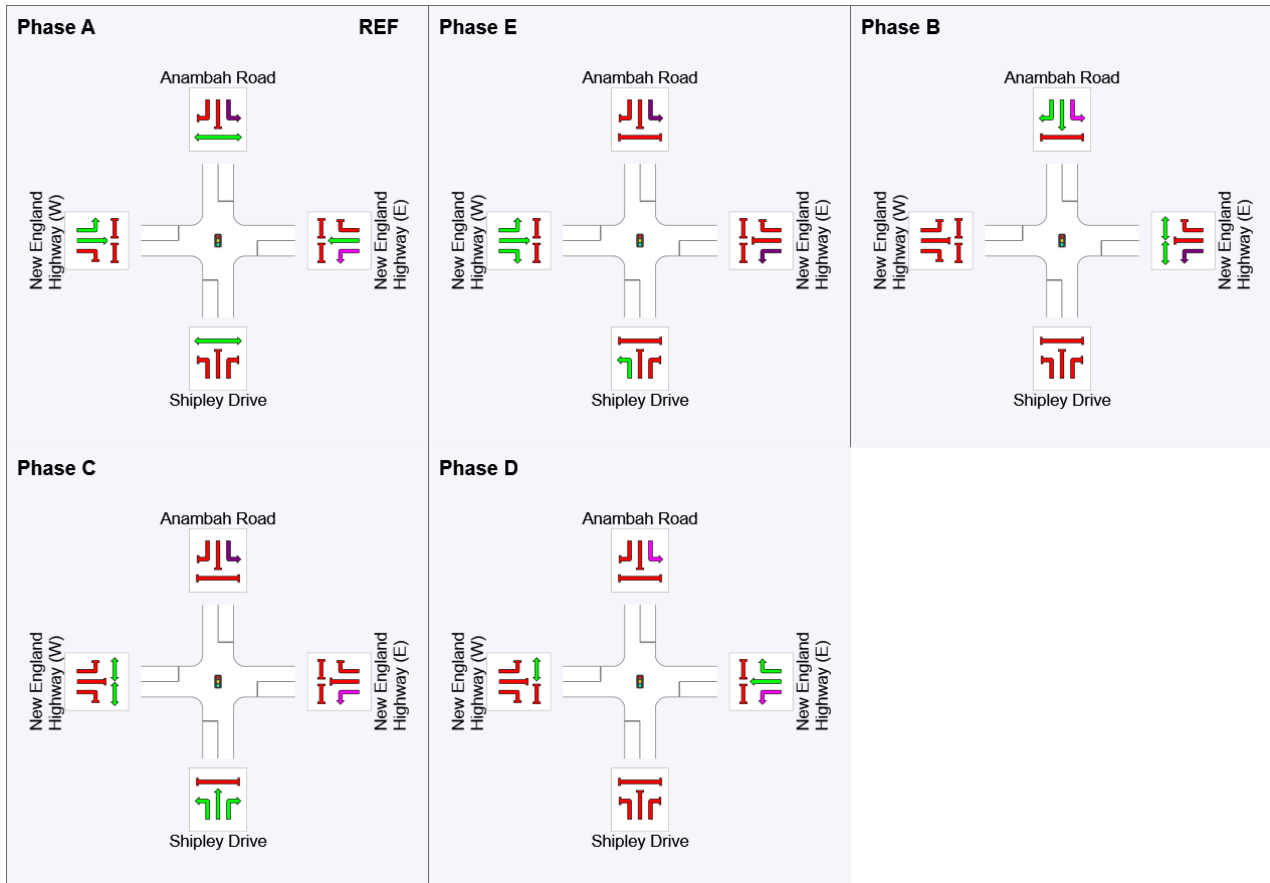 Phase A
REF
Anambah Road
New England
Highway (W)
New England
Highway (E)
Shipley Drive
Phase E
Anambah Road
New England
Highway (W)
New England
Highway (E)
Shipley Drive
Phase B
Anambah Road
New England
Highway (W)
New England
Highway (E)
Shipley Drive
Phase C
Anambah Road
New England
Highway (W)
New England
Highway (E)
Shipley Drive
Phase D
Anambah Road
New England
Highway (W)
New England
Highway (E)
Shipley Drive